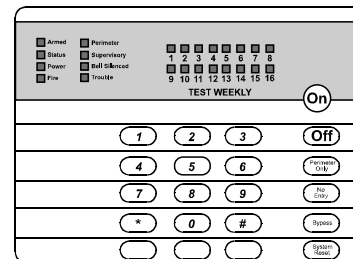 Armed Perimeter
Status Supervisory
Power Bell Silenced
Fire Trouble
1 2 3 4 5 6 7 8
9 10 11 12 13 14 15 16
TEST WEEKLY
On
1 2 3 Off
4 5 6 Perimeter Only
7 8 9 No Entry
* 0 # Bypass
System Reset